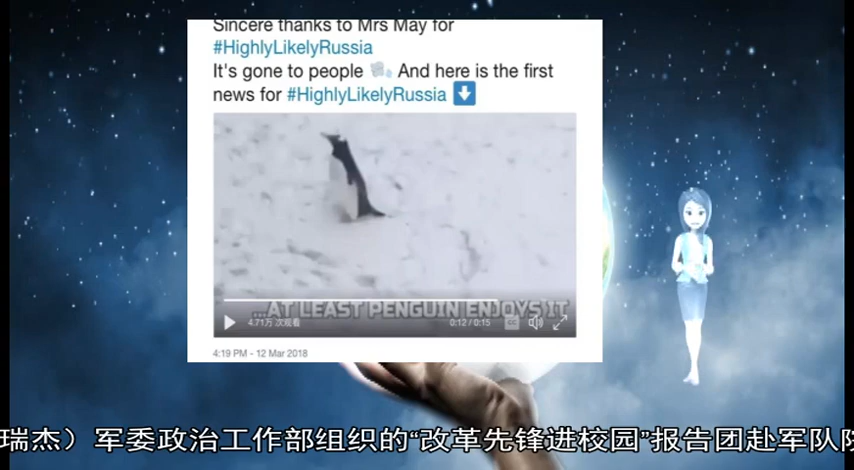 Sincere thanks to Mrs May for
#HighlyLikelyRussia
It's gone to people And here is the first
news for #HighlyLikelyRussia
...AT LEAST PENGUIN ENJOYS IT
4.71万 次观看
0:12 / 0:15
CC
4:19 PM - 12 Mar 2018
瑞杰）军委政治工作部组织的“改革先锋进校园”报告团赴军队院